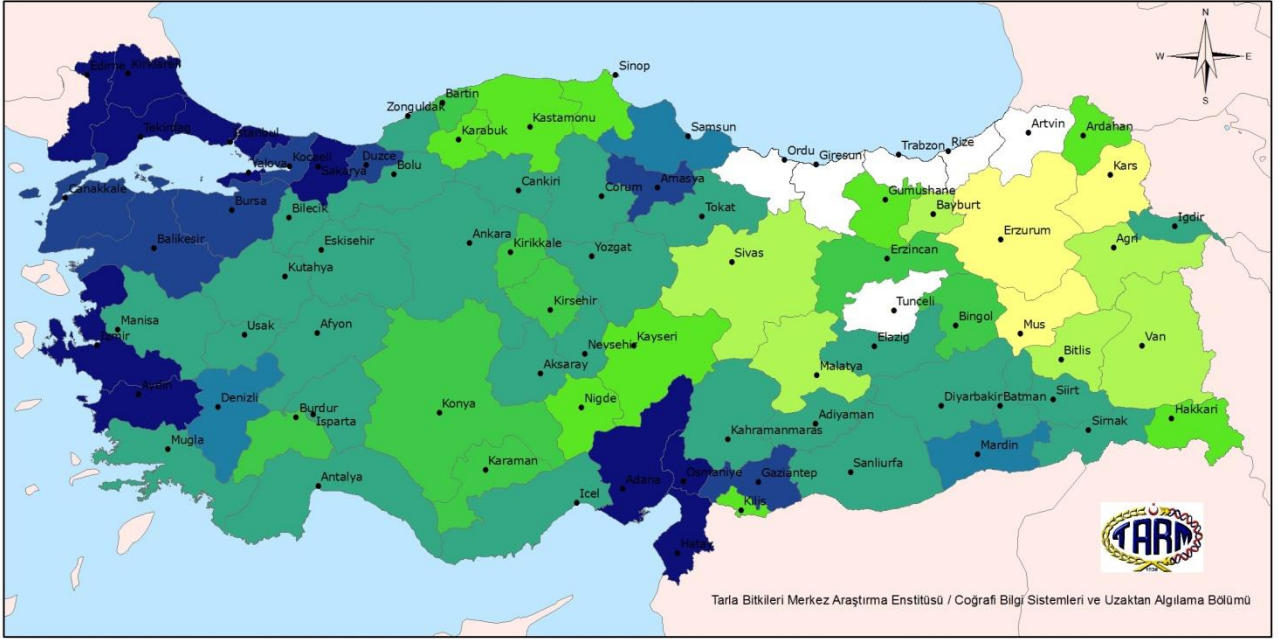 N
W E
S
Edirne
Kirklareli
Tekirdag
Istanbul
Yalova
Kocaeli
Sakarya
Duzce
Zonguldak
Bartin
Karabuk
Kastamonu
Sinop
Samsun
Ordu
Giresun
Trabzon
Rize
Artvin
Ardahan
Kars
Canakkale
Bursa
Bilecik
Bolu
Cankiri
Corum
Amasya
Tokat
Gumushane
Bayburt
Erzurum
Igdir
Agri
Balikesir
Eskisehir
Kutahya
Ankara
Kirikkale
Yozgat
Sivas
Erzincan
Tunceli
Bingol
Mus
Manisa
Izmir
Usak
Afyon
Kirsehir
Nevsehi
Kayseri
Aksaray
Malatya
Elazig
Bitlis
Van
Aydin
Denizli
Burdur
Isparta
Konya
Nigde
Adiyaman
Diyarbakir
Batman
Siirt
Sirnak
Hakkari
Mugla
Antalya
Karaman
Icel
Adana
Osmaniye
Kahramanmaras
Gaziantep
Kilis
Sanliurfa
Mardin
Hatay
TARM
Tarla Bitkileri Merkez Araştırma Enstitüsü / Coğrafi Bilgi Sistemleri ve Uzaktan Algılama Bölümü